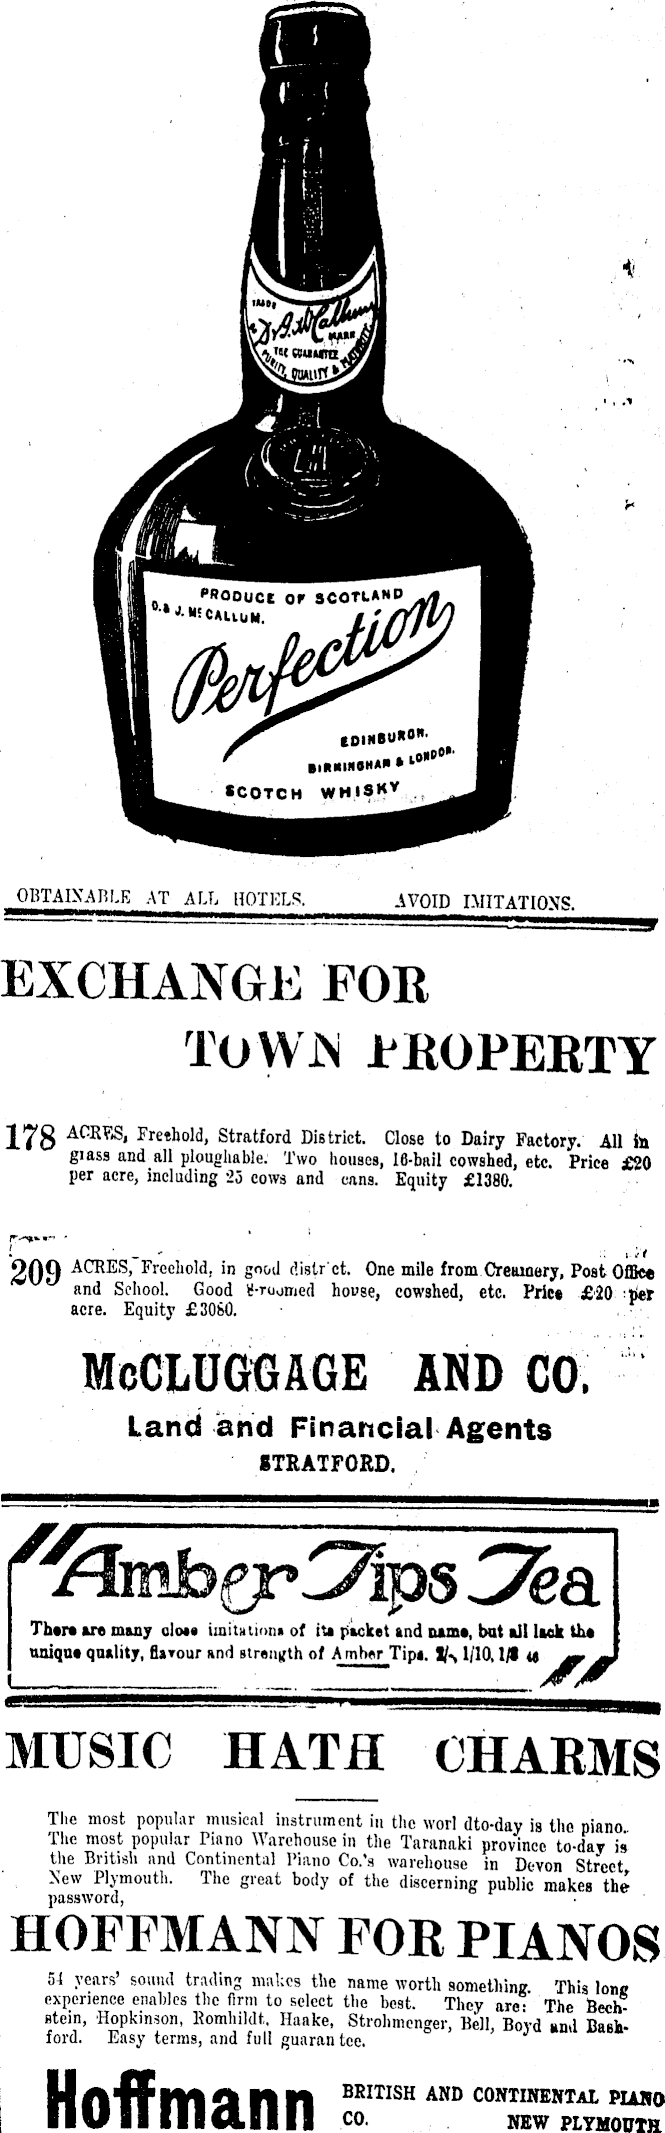 TRADE
D. & J. McCallum
MARK
THE GUARANTEE
PURITY, QUALITY & MATURITY
PRODUCE OF SCOTLAND
D. & J. McCALLUM.
Perfection
EDINBURGH.
BIRMINGHAM & LONDON.
SCOTCH WHISKY
OBTAINABLE AT ALL HOTELS. AVOID IMITATIONS.
EXCHANGE FOR
TOWN PROPERTY
178 ACRES, Freehold, Stratford District. Close to Dairy Factory. All in
grass and all ploughable. Two houses, 16-bail cowshed, etc. Price £20
per acre, including 25 cows and cans. Equity £1380.
209 ACRES, Freehold, in good district. One mile from Creamery, Post Office
and School. Good -roomed house, cowshed, etc. Price £20 per
acre. Equity £3080.
McCLUGGAGE AND CO.
Land and Financial Agents
STRATFORD.
"Amber Tips Tea
There are many close imitations of its packet and name, but all lack the
unique quality, flavour and strength of Amber Tips. 2/-, 1/10, 1/8 "
MUSIC HATH CHARMS
The most popular musical instrument in the worl dto-day is the piano.
The most popular Piano Warehouse in the Taranaki province to-day is
the British and Continental Piano Co.'s warehouse in Devon Street,
New Plymouth. The great body of the discerning public makes the
password,
HOFFMANN FOR PIANOS
54 years' sound trading makes the name worth something. This long
experience enables the firm to select the best. They are: The Bech-
stein, Hopkinson, Romhildt, Haake, Strohmenger, Bell, Boyd and Bash-
ford. Easy terms, and full guaran tee.
Hoffmann BRITISH AND CONTINENTAL PIANO
CO. NEW PLYMOUTH